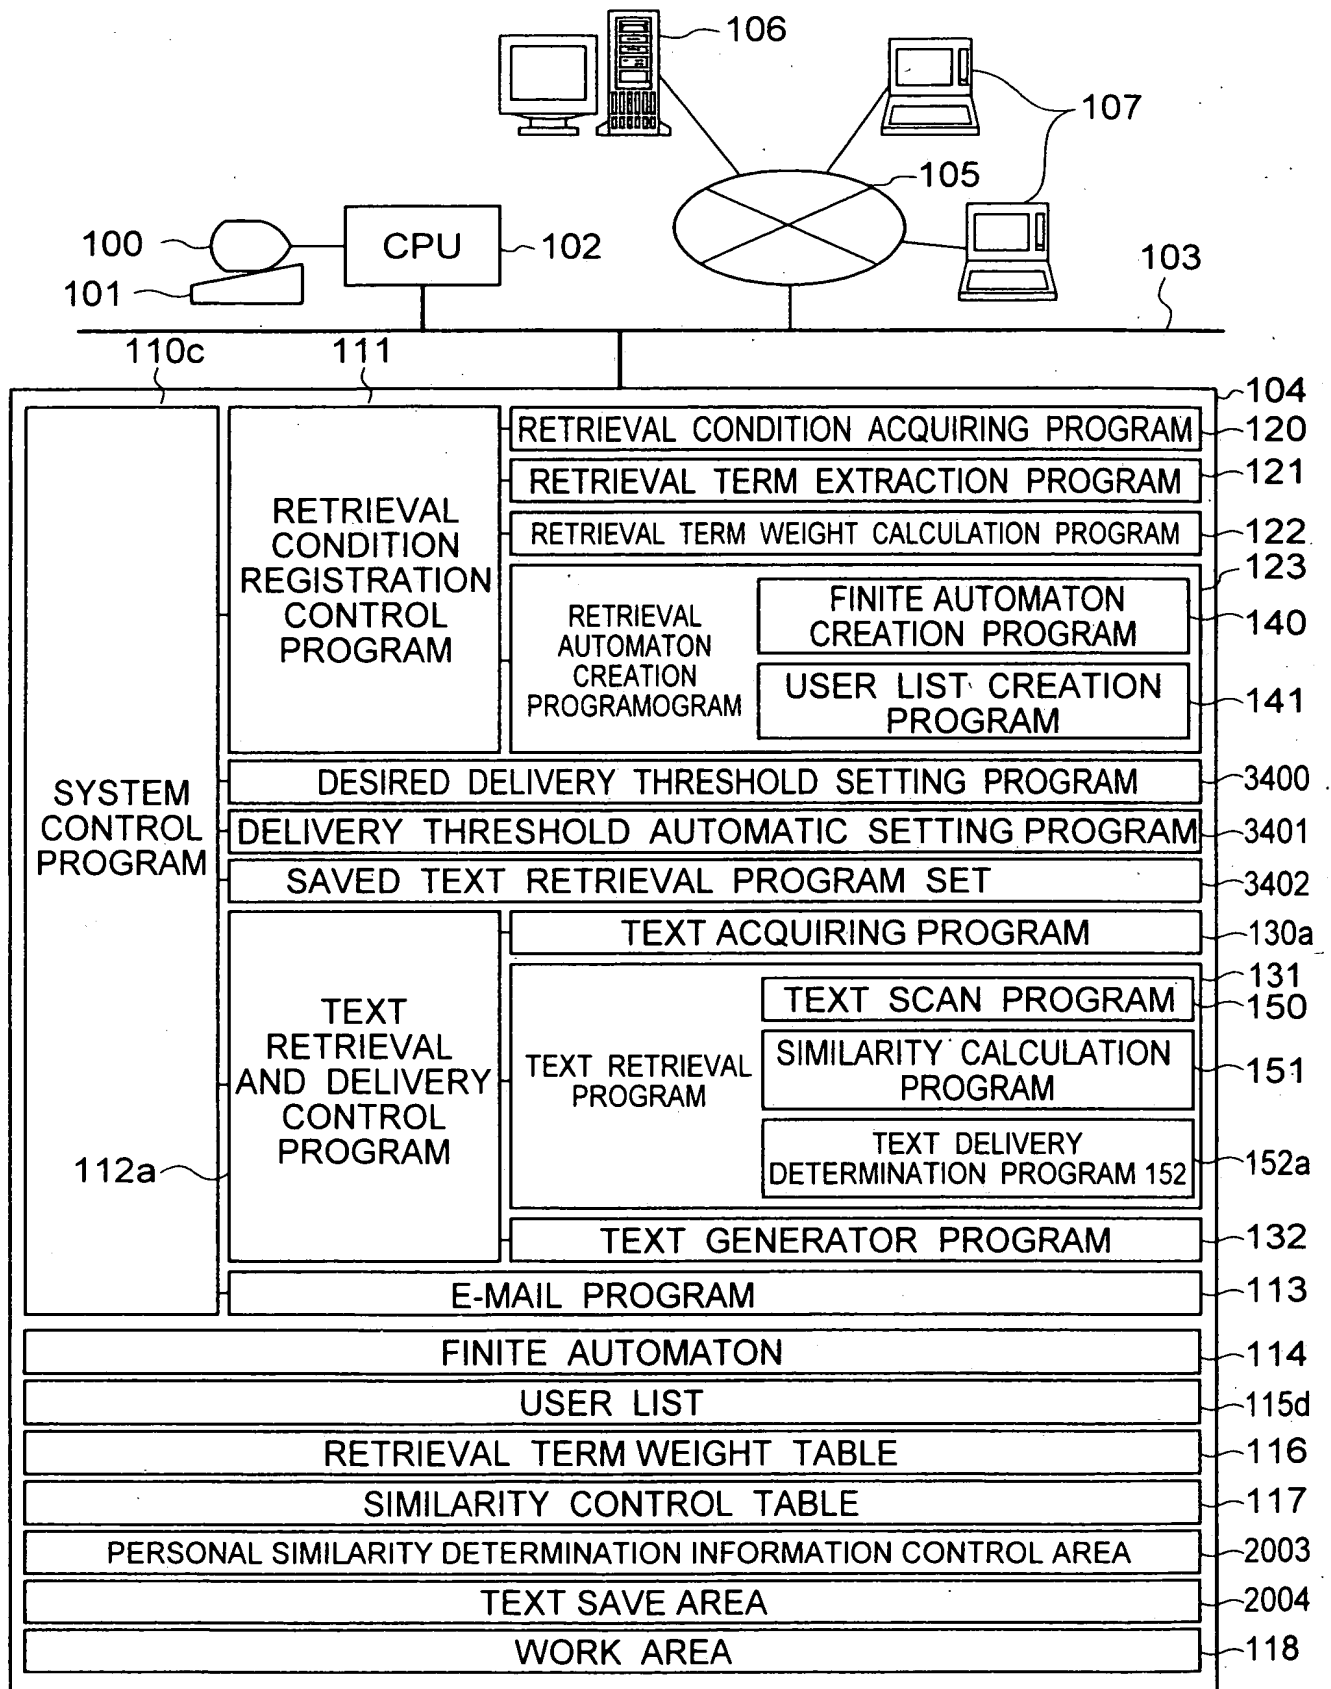 106
107
105
100
CPU
102
101
103
110c
111
104
RETRIEVAL CONDITION ACQUIRING PROGRAM
120
RETRIEVAL TERM EXTRACTION PROGRAM
121
RETRIEVAL TERM WEIGHT CALCULATION PROGRAM
122
RETRIEVAL
CONDITION
REGISTRATION
CONTROL
PROGRAM
123
RETRIEVAL
AUTOMATON
CREATION
PROGRAMOGRAM
FINITE AUTOMATON
CREATION PROGRAM
140
USER LIST CREATION
PROGRAM
141
SYSTEM
CONTROL
PROGRAM
DESIRED DELIVERY THRESHOLD SETTING PROGRAM
3400
DELIVERY THRESHOLD AUTOMATIC SETTING PROGRAM
3401
SAVED TEXT RETRIEVAL PROGRAM SET
3402
TEXT ACQUIRING PROGRAM
130a
131
TEXT
RETRIEVAL
AND DELIVERY
CONTROL
PROGRAM
112a
TEXT RETRIEVAL
PROGRAM
TEXT SCAN PROGRAM
150
SIMILARITY CALCULATION
PROGRAM
151
TEXT DELIVERY
DETERMINATION PROGRAM 152
152a
TEXT GENERATOR PROGRAM
132
E-MAIL PROGRAM
113
FINITE AUTOMATON
114
USER LIST
115d
RETRIEVAL TERM WEIGHT TABLE
116
SIMILARITY CONTROL TABLE
117
PERSONAL SIMILARITY DETERMINATION INFORMATION CONTROL AREA
2003
TEXT SAVE AREA
2004
WORK AREA
118